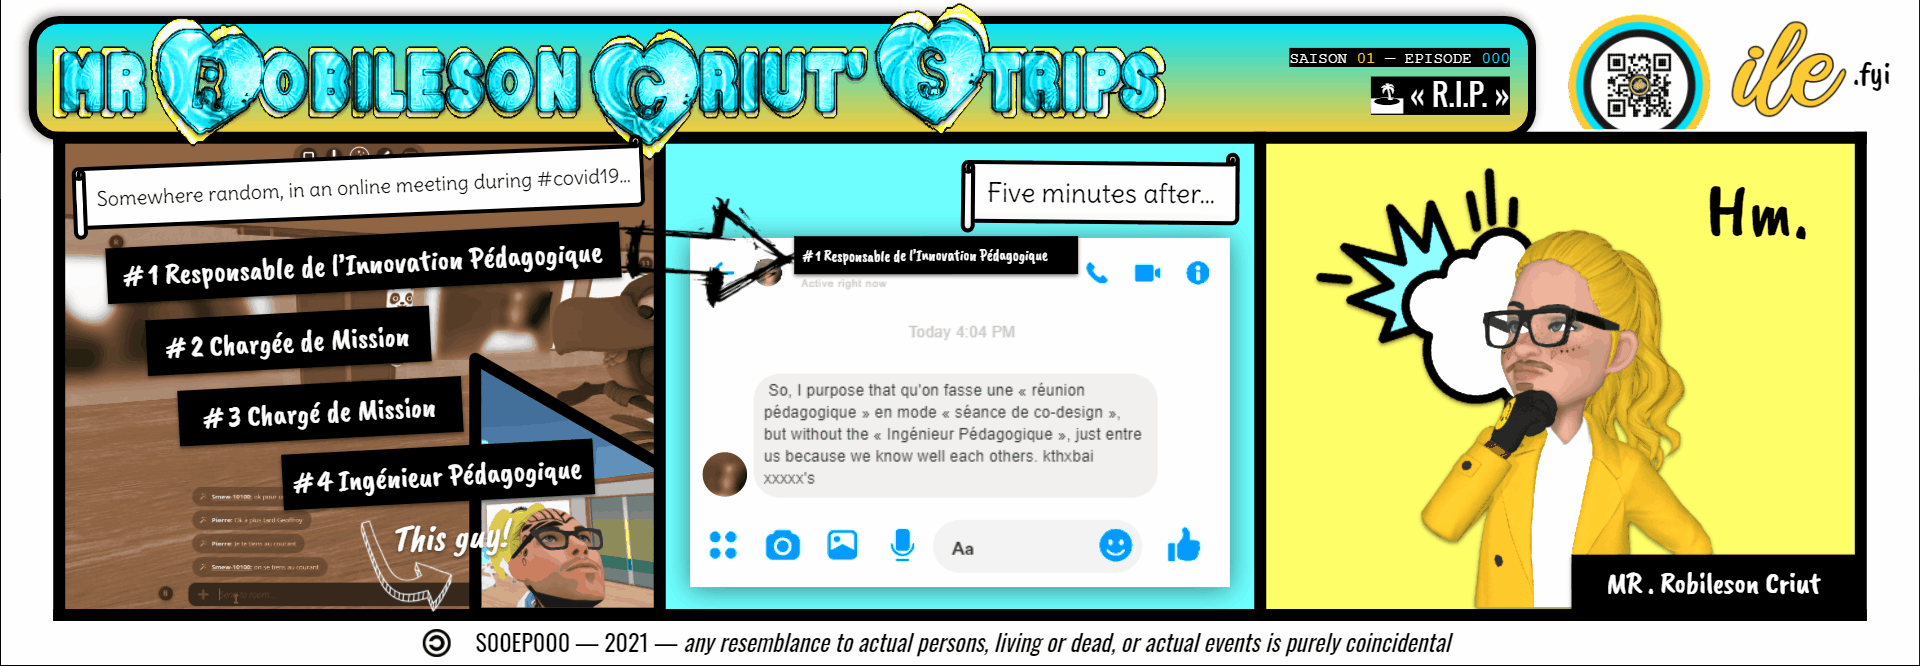 MR ROBILESON CRIUT' STRIPS
SAISON 01 — EPISODE 000
« R.I.P. »
ile.fyi
Somewhere random, in an online meeting during #covid19...
#1 Responsable de l'Innovation Pédagogique
#2 Chargée de Mission
#3 Chargé de Mission
#4 Ingénieur Pédagogique
Smew-10100: ok pour
Pierre: Ok à plus tard Geoffroy
Pierre: je te tiens au courant
Smew-10100: on se tiens au courant
This guy!
Five minutes after...
#1 Responsable de l'Innovation Pédagogique
Active right now
Today 4:04 PM
So, I purpose that qu'on fasse une « réunion
pédagogique » en mode « séance de co-design »,
but without the « Ingénieur Pédagogique », just entre
us because we know well each others. kthxbai
xxxxx's
Aa
Hm.
MR. Robileson Criut
S00EP000 — 2021 — any resemblance to actual persons, living or dead, or actual events is purely coincidental